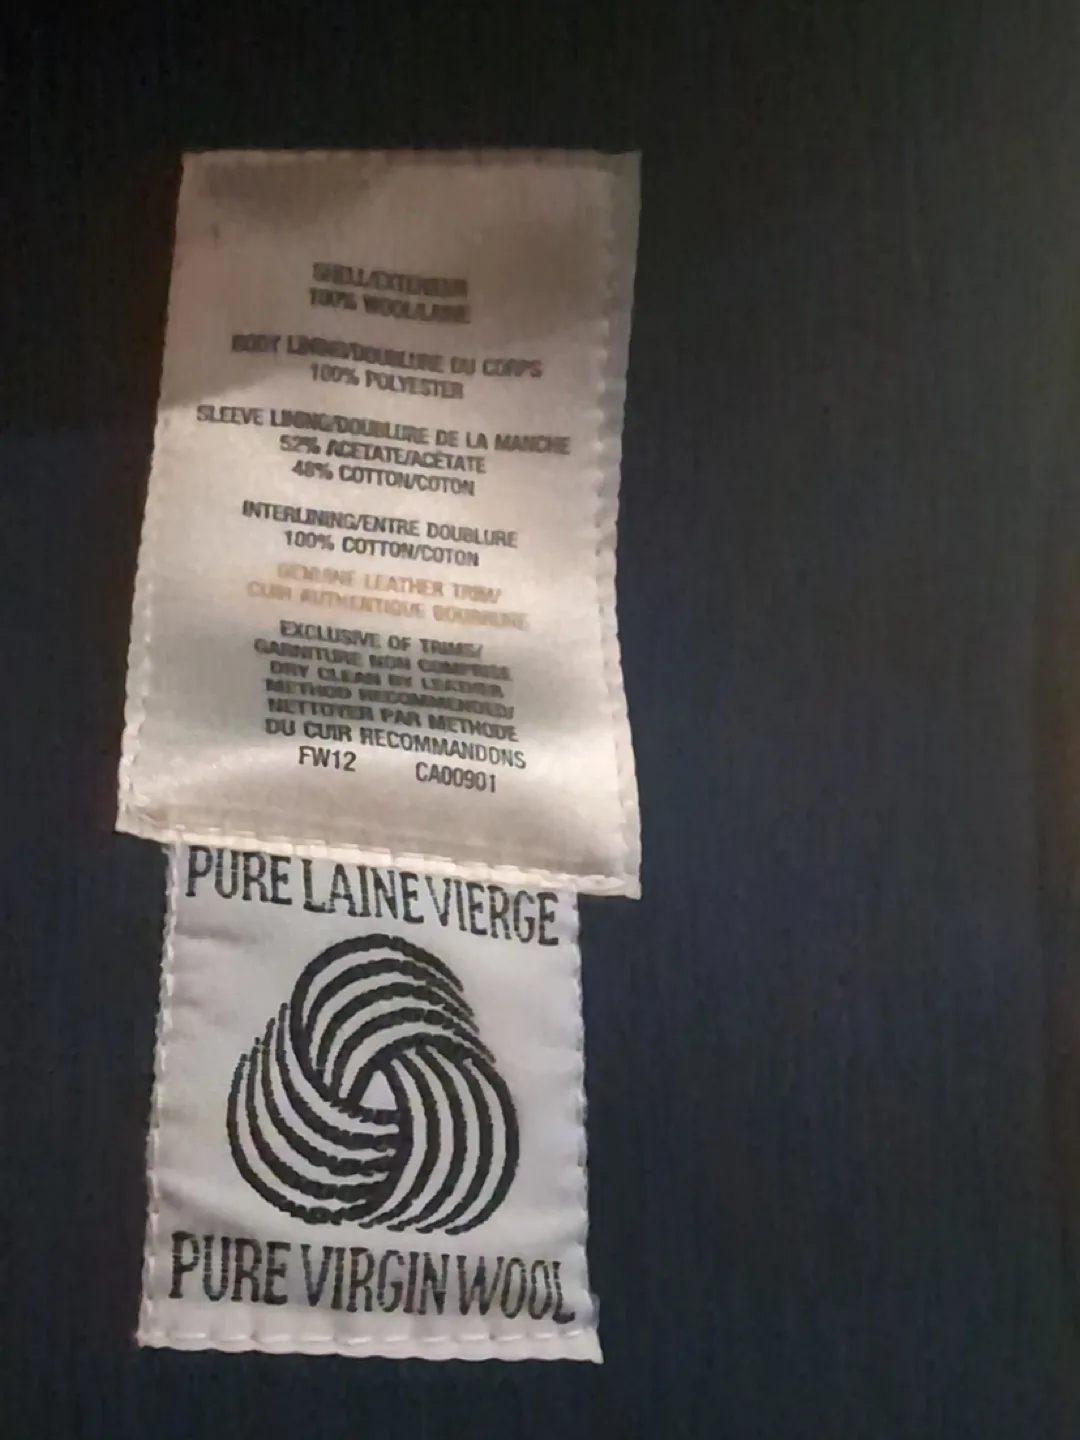 SHELL/EXTERIEUR
100% WOOL/LAINE
BODY LINING/DOUBLURE DU CORPS
100% POLYESTER
SLEEVE LINING/DOUBLURE DE LA MANCHE
52% ACETATE/ACÉTATE
48% COTTON/COTON
INTERLINING/ENTRE DOUBLURE
100% COTTON/COTON
GENUINE LEATHER TRIM/
CUIR AUTHENTIQUE
EXCLUSIVE OF TRIMS/
GARNITURE NON COMPRISE
DRY CLEAN BY LEATHER
METHOD RECOMMENDED/
NETTOYER PAR METHODE
DU CUIR RECOMMANDONS
FW12 CA00901
PURE LAINE VIERGE
PURE VIRGIN WOOL